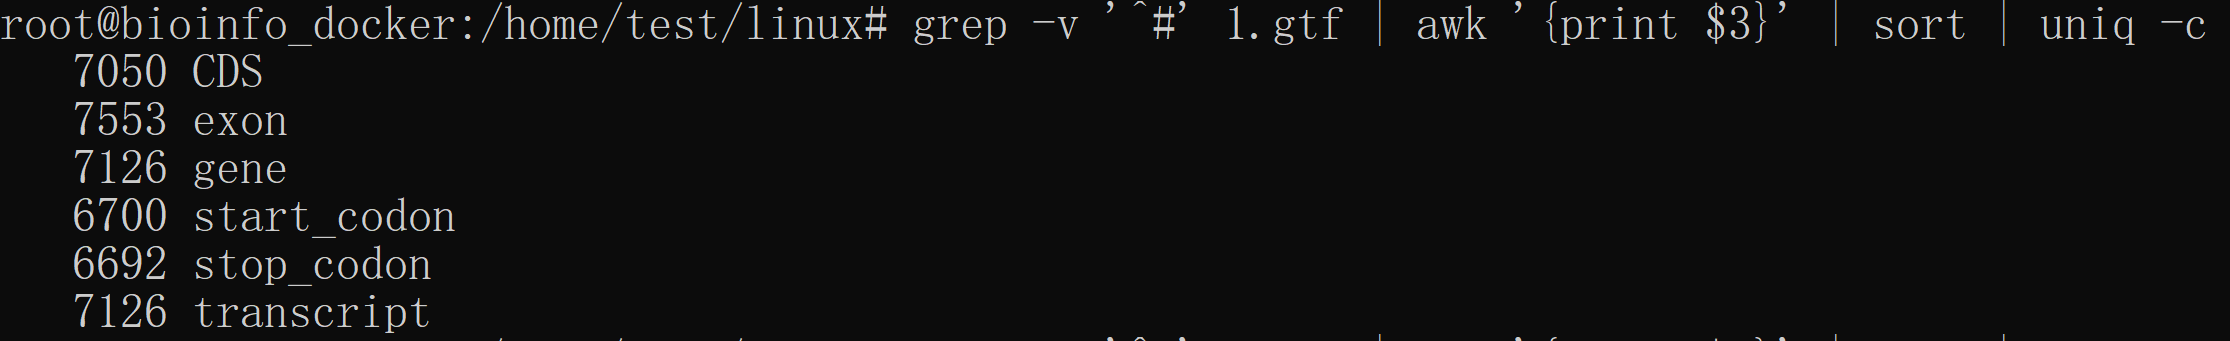 root@bioinfo_docker:/home/test/linux# grep -v '^#' 1.gtf | awk '{print $3}' | sort | uniq -c
7050 CDS
7553 exon
7126 gene
6700 start_codon
6692 stop_codon
7126 transcript